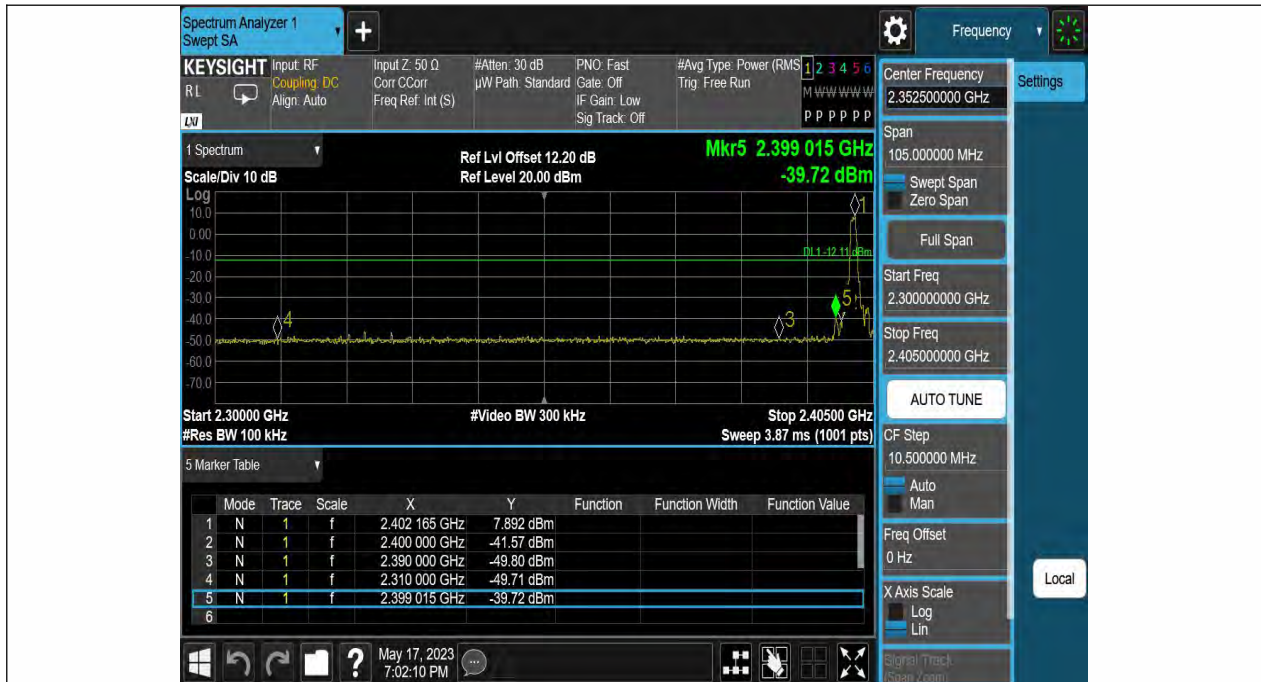 Spectrum Analyzer 1
Swept SA
+
Frequency
KEYSIGHT
RL
LXI
Input: RF
Coupling: DC
Align: Auto
Input Z: 50 Ω
Corr CCorr
Freq Ref: Int (S)
#Atten: 30 dB
µW Path: Standard
PNO: Fast
Gate: Off
IF Gain: Low
Sig Track: Off
#Avg Type: Power (RMS
Trig: Free Run
1 2 3 4 5 6
M W W W W W
P P P P P P
Center Frequency
2.352500000 GHz
Settings
Span
105.000000 MHz
Swept Span
Zero Span
Full Span
Start Freq
2.300000000 GHz
Stop Freq
2.405000000 GHz
AUTO TUNE
CF Step
10.500000 MHz
Auto
Man
Freq Offset
0 Hz
X Axis Scale
Log
Lin
Signal Track
(Span Zoom)
Local
1 Spectrum
Scale/Div 10 dB
Ref Lvl Offset 12.20 dB
Ref Level 20.00 dBm
Mkr5 2.399 015 GHz
-39.72 dBm
Log
10.0
0.00
-10.0
-20.0
-30.0
-40.0
-50.0
-60.0
-70.0
1
DL1 -12.11 dBm
5
4
3
Start 2.30000 GHz
#Res BW 100 kHz
#Video BW 300 kHz
Stop 2.40500 GHz
Sweep 3.87 ms (1001 pts)
5 Marker Table
Mode Trace Scale X Y Function Function Width Function Value
1 N 1 f 2.402 165 GHz 7.892 dBm
2 N 1 f 2.400 000 GHz -41.57 dBm
3 N 1 f 2.390 000 GHz -49.80 dBm
4 N 1 f 2.310 000 GHz -49.71 dBm
5 N 1 f 2.399 015 GHz -39.72 dBm
6
?
May 17, 2023
7:02:10 PM